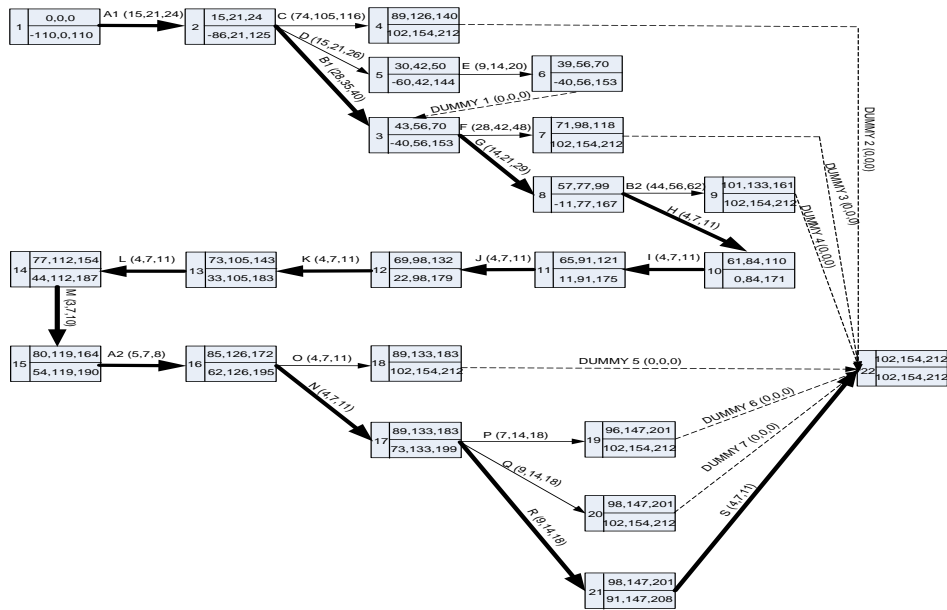 1
0,0,0
-110,0,110
A1 (15,21,24)
2
15,21,24
-86,21,125
C (74,105,116)
4
89,126,140
102,154,212
D (15,21,26)
5
30,42,50
-60,42,144
E (9,14,20)
6
39,56,70
-40,56,153
B1 (28,35,40)
DUMMY 1 (0,0,0)
DUMMY 2 (0,0,0)
3
43,56,70
-40,56,153
F (28,42,48)
7
71,98,118
102,154,212
G (14,21,29)
DUMMY 3 (0,0,0)
8
57,77,99
-11,77,167
B2 (44,56,62)
9
101,133,161
102,154,212
H (4,7,11)
DUMMY 4 (0,0,0)
14
77,112,154
44,112,187
L (4,7,11)
13
73,105,143
33,105,183
K (4,7,11)
12
69,98,132
22,98,179
J (4,7,11)
11
65,91,121
11,91,175
I (4,7,11)
10
61,84,110
0,84,171
M (3,7,10)
15
80,119,164
54,119,190
A2 (5,7,8)
16
85,126,172
62,126,195
O (4,7,11)
18
89,133,183
102,154,212
DUMMY 5 (0,0,0)
22
102,154,212
102,154,212
N (4,7,11)
17
89,133,183
73,133,199
P (7,14,18)
19
96,147,201
102,154,212
DUMMY 6 (0,0,0)
Q (9,14,18)
20
98,147,201
102,154,212
DUMMY 7 (0,0,0)
R (9,14,18)
S (4,7,11)
21
98,147,201
91,147,208